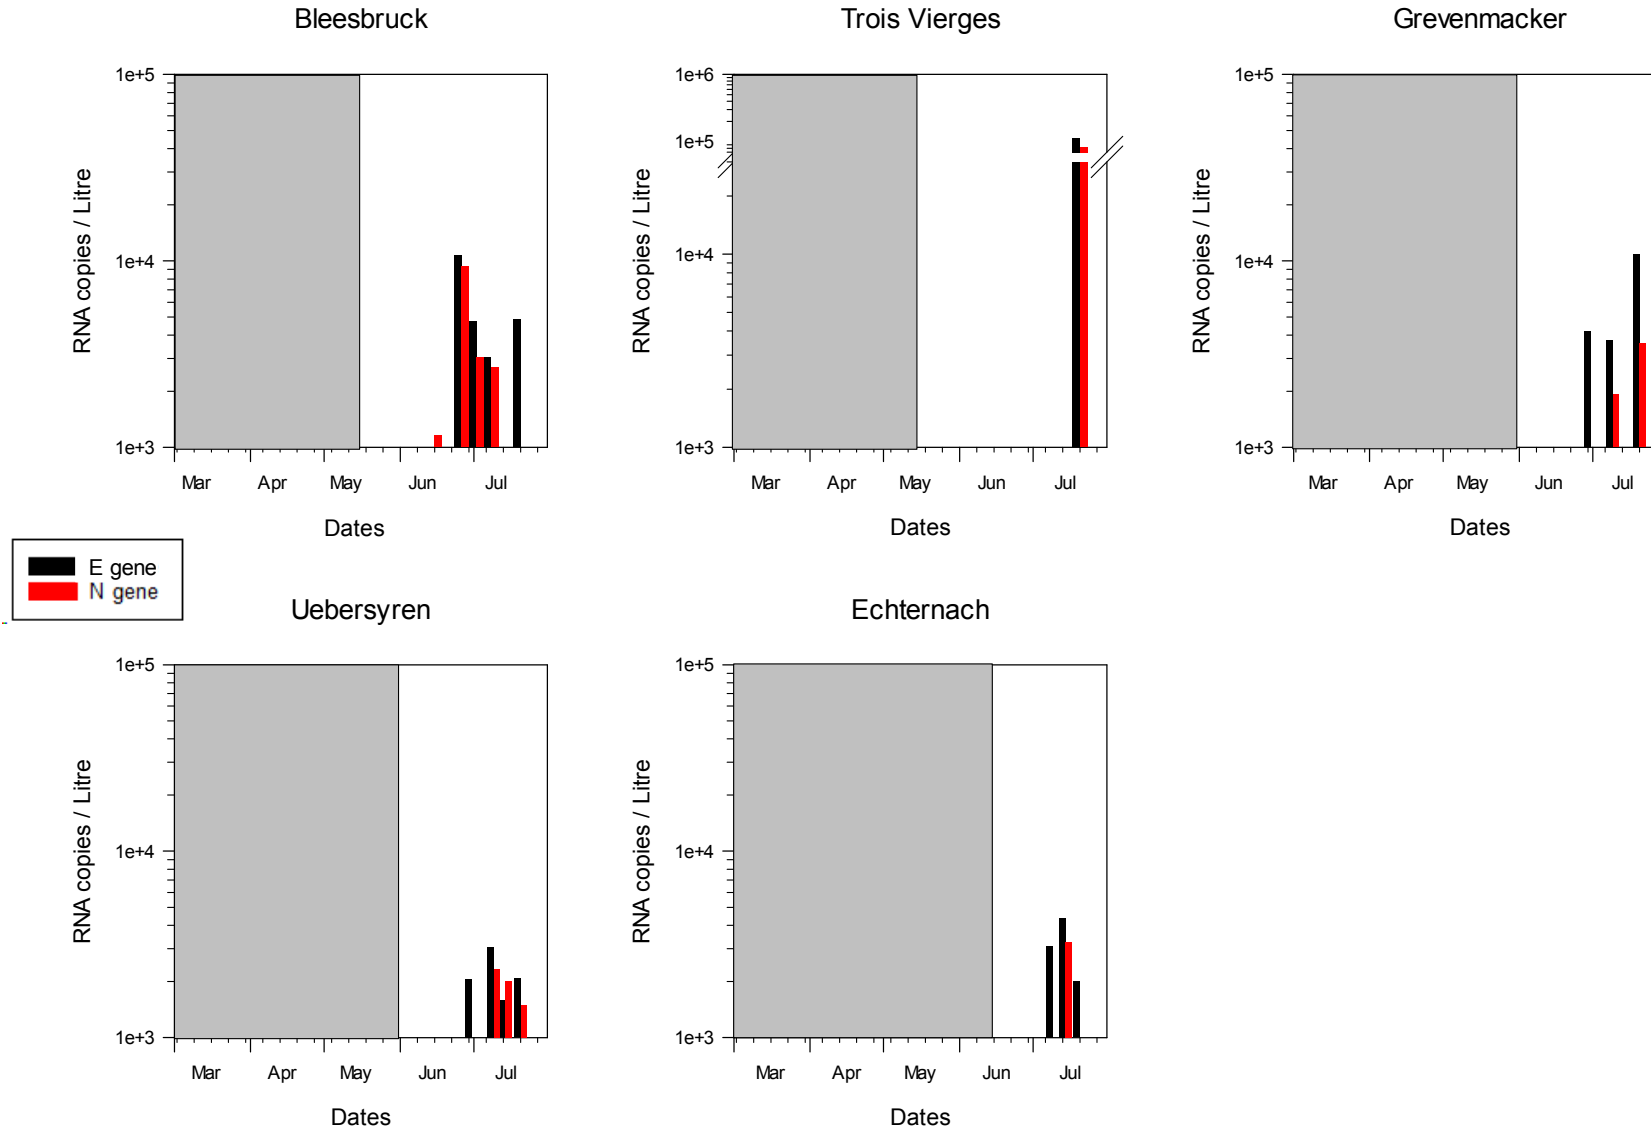 Bleesbruck
1e+5
1e+4
1e+3
RNA copies / Litre
Mar Apr May Jun Jul
Dates
Trois Vierges
1e+6
1e+5
1e+4
1e+3
RNA copies / Litre
Mar Apr May Jun Jul
Dates
Grevenmacker
1e+5
1e+4
1e+3
RNA copies / Litre
Mar Apr May Jun Jul
Dates
E gene
N gene
Uebersyren
1e+5
1e+4
1e+3
RNA copies / Litre
Mar Apr May Jun Jul
Dates
Echternach
1e+5
1e+4
1e+3
RNA copies / Litre
Mar Apr May Jun Jul
Dates